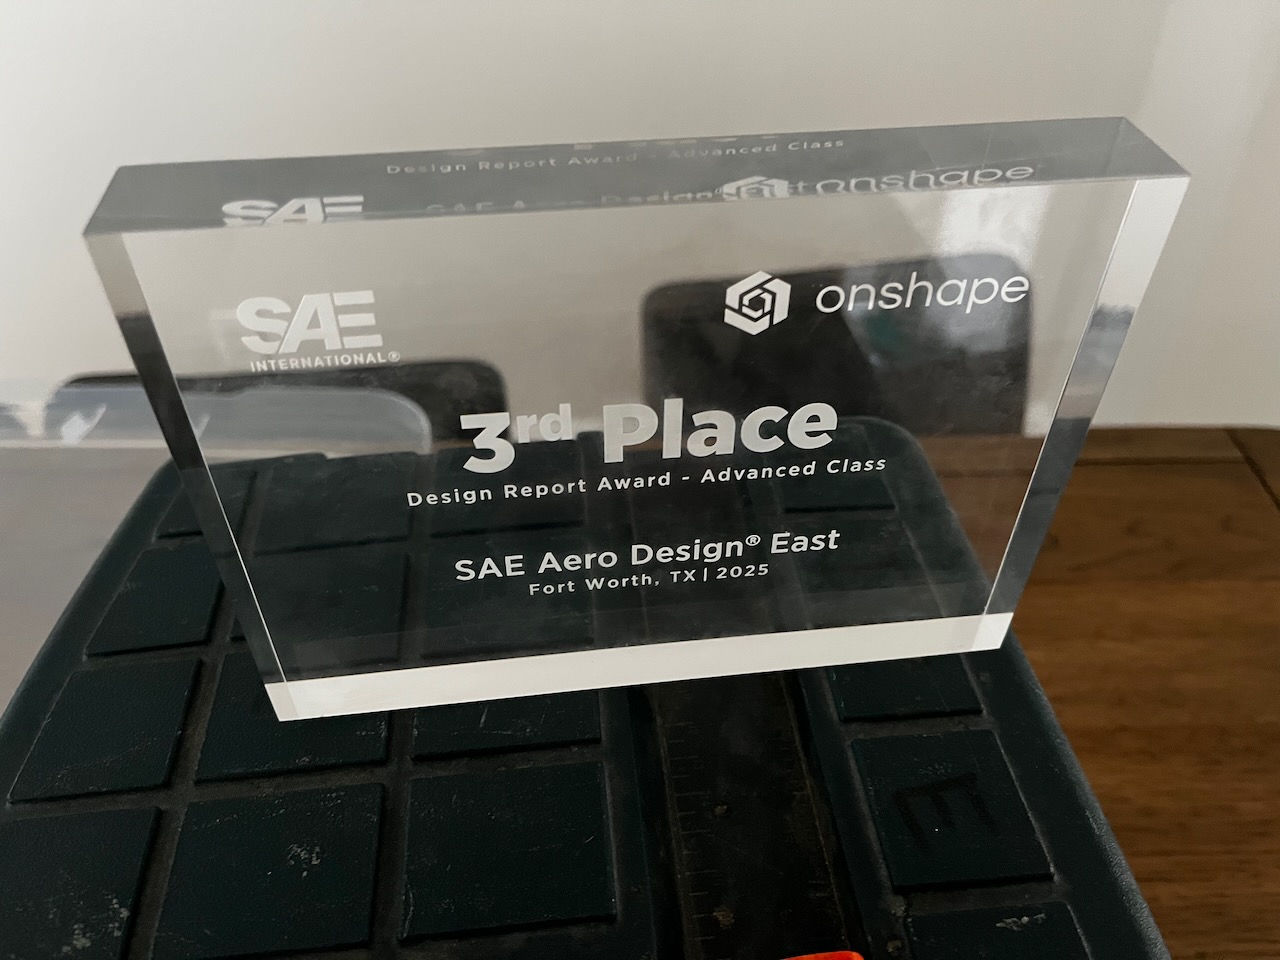 SAE
INTERNATIONAL®
onshape
3rd Place
Design Report Award - Advanced Class
SAE Aero Design® East
Fort Worth, TX | 2025